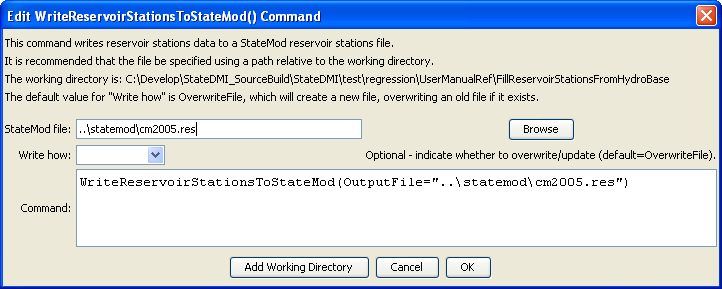 Edit WriteReservoirStationsToStateMod() Command
This command writes reservoir stations data to a StateMod reservoir stations file.
It is recommended that the file be specified using a path relative to the working directory.
The working directory is: C:\Develop\StateDMI_SourceBuild\StateDMI\test\regression\UserManualRef\FillReservoirStationsFromHydroBase
The default value for "Write how" is OverwriteFile, which will create a new file, overwriting an old file if it exists.
StateMod file: ..\statemod\cm2005.res Browse
Write how: Optional - indicate whether to overwrite/update (default=OverwriteFile).
WriteReservoirStationsToStateMod(OutputFile="..\statemod\cm2005.res")
Command:
Add Working Directory Cancel OK